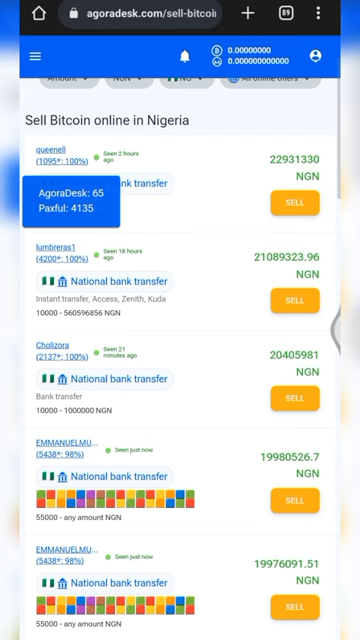 agoradesk.com/sell-bitcoi
89
0.00000000
0.000000000000
Amount
NGN
NG
All online offers
Sell Bitcoin online in Nigeria
queenell
(1095*; 100%)
Seen 2 hours
ago
22931330
NGN
nk transfer
AgoraDesk: 65
Paxful: 4135
SELL
lumbreras1
(4200*; 100%)
Seen 18 hours
ago
21089323.96
NGN
National bank transfer
Instant transfer, Access, Zenith, Kuda
10000 - 560596856 NGN
SELL
Cholizora
(2137*; 100%)
Seen 21
minutes ago
20405981
NGN
National bank transfer
Bank transfer
10000 - 1000000 NGN
SELL
EMMANUELMU...
(5438*; 98%)
Seen just now
19980526.7
NGN
National bank transfer
55000 - any amount NGN
SELL
EMMANUELMU...
(5438*; 98%)
Seen just now
19976091.51
NGN
National bank transfer
55000 - any amount NGN
SELL